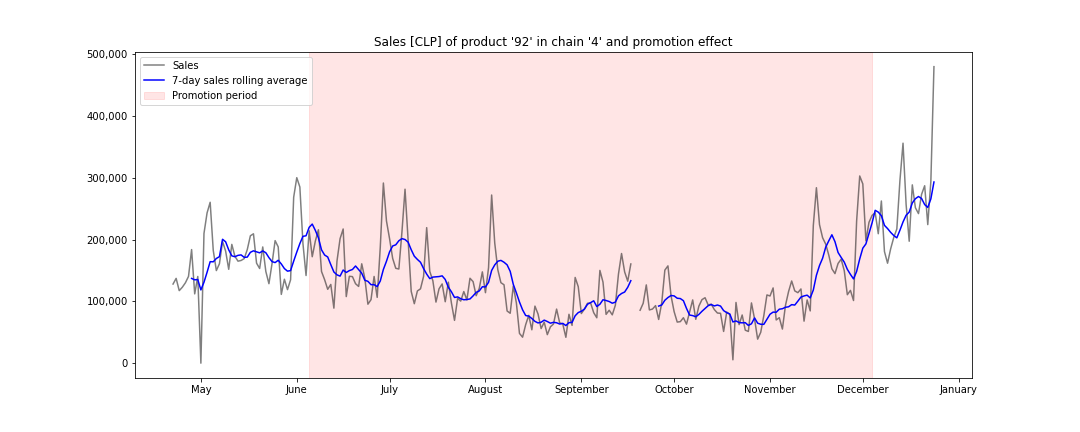 Sales [CLP] of product '92' in chain '4' and promotion effect
500,000
400,000
300,000
200,000
100,000
0
Sales
7-day sales rolling average
Promotion period
May
June
July
August
September
October
November
December
January